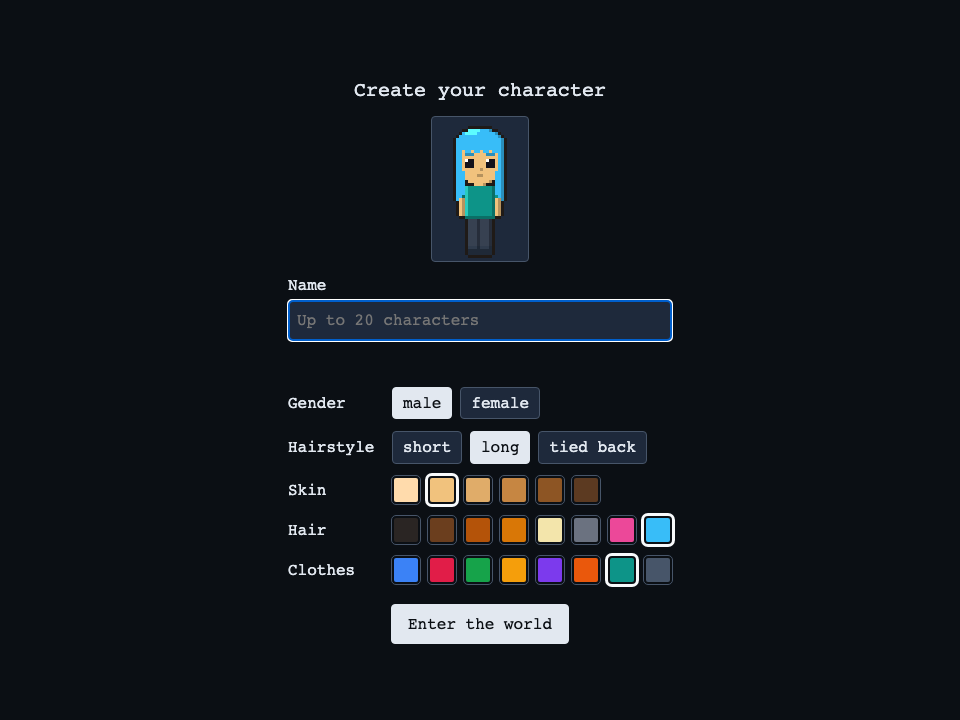 Create your character
Name
Up to 20 characters
Gender male female
Hairstyle short long tied back
Skin
Hair
Clothes
Enter the world